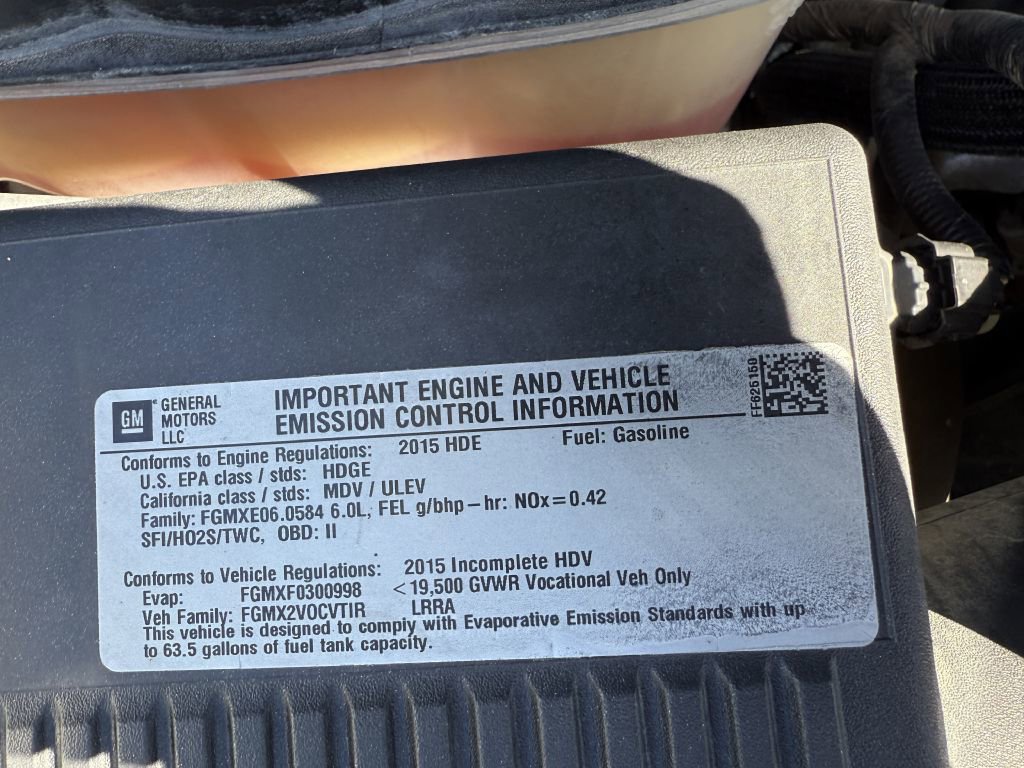 GM
GENERAL
MOTORS
LLC
IMPORTANT ENGINE AND VEHICLE
EMISSION CONTROL INFORMATION
FF626150
Conforms to Engine Regulations: 2015 HDE Fuel: Gasoline
U.S. EPA class / stds: HDGE
California class / stds: MDV / ULEV
Family: FGMXE06.0584 6.0L, FEL g/bhp-hr: NOx=0.42
SFI/HO2S/TWC, OBD: II
Conforms to Vehicle Regulations: 2015 Incomplete HDV
Evap: FGMXF0300998 <19,500 GVWR Vocational Veh Only
Veh Family: FGMX2VOCVTIR LRRA
This vehicle is designed to comply with Evaporative Emission Standards with up
to 63.5 gallons of fuel tank capacity.